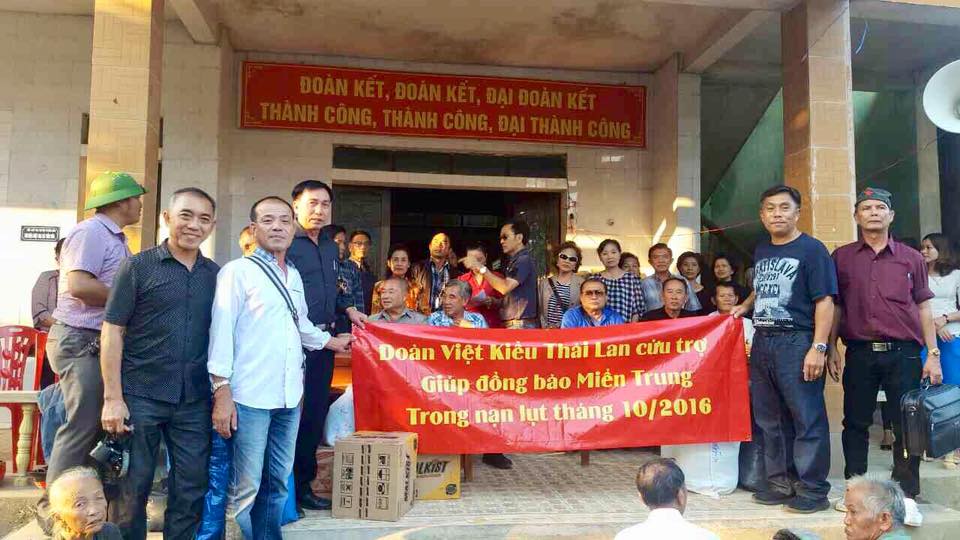 ĐOÀN KẾT, ĐOÀN KẾT, ĐẠI ĐOÀN KẾT
THÀNH CÔNG, THÀNH CÔNG, ĐẠI THÀNH CÔNG
Đoàn Việt Kiều Thái Lan cứu trợ
Giúp đồng bào Miền Trung
Trong nạn lụt tháng 10/2016